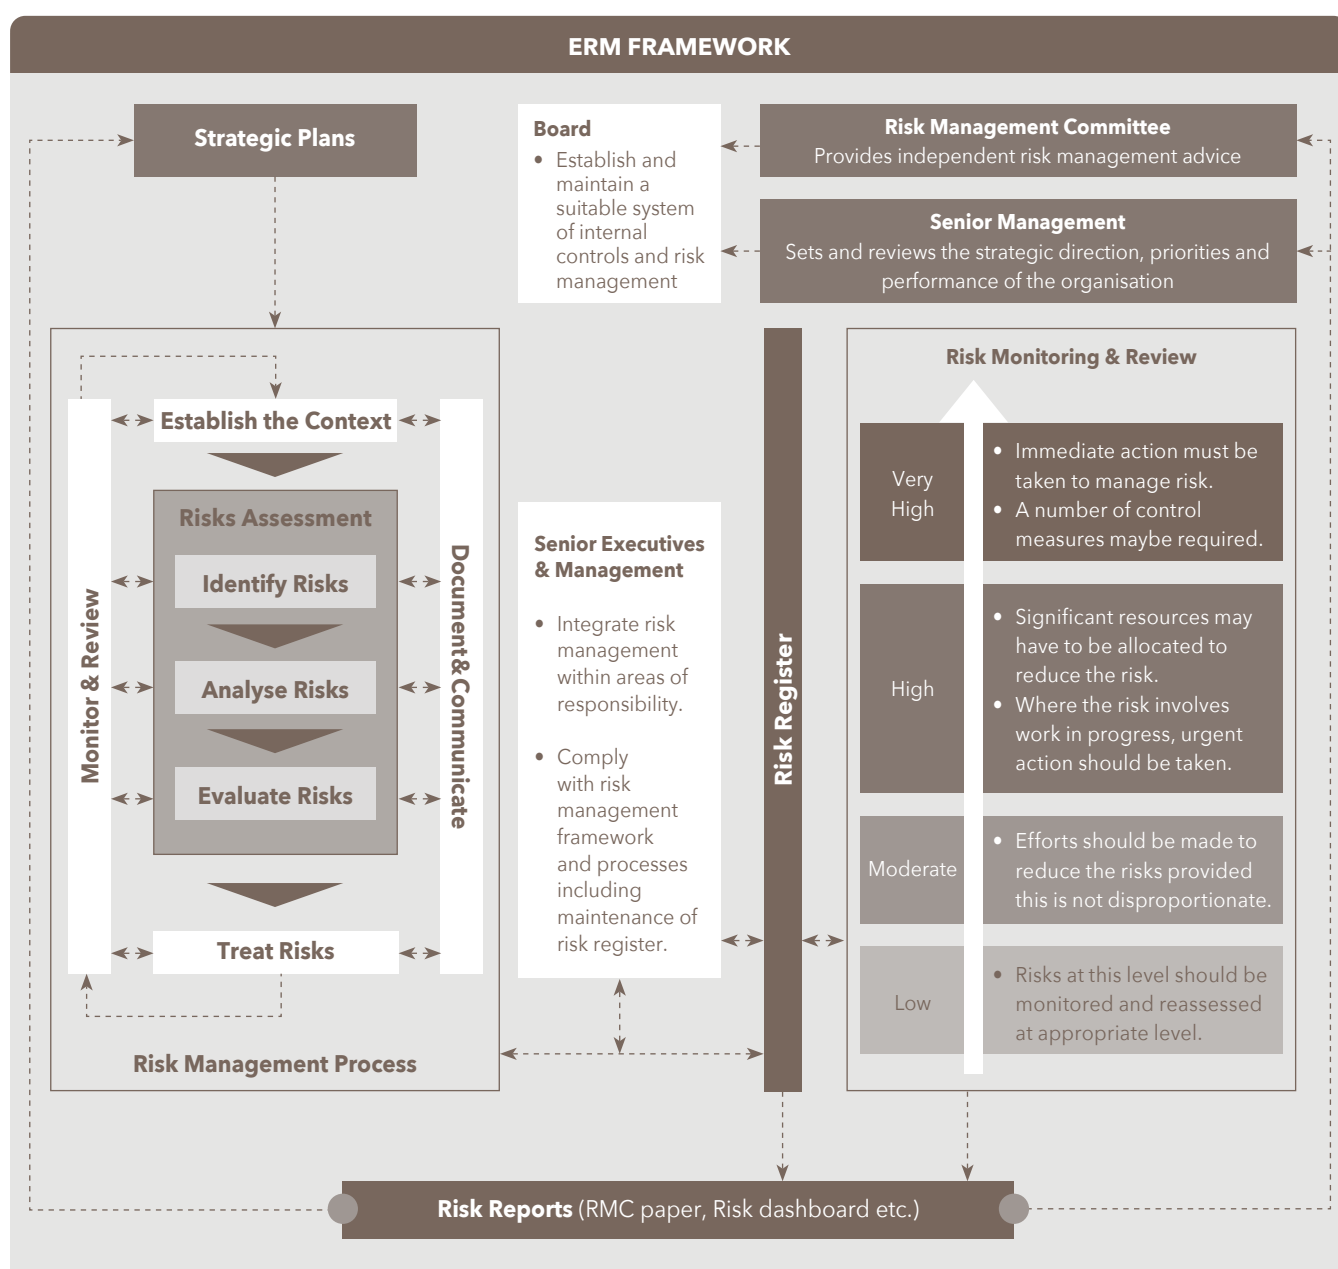 ERM FRAMEWORK
Strategic Plans
Board
• Establish and
maintain a
suitable system
of internal
controls and risk
management
Risk Management Committee
Provides independent risk management advice
Senior Management
Sets and reviews the strategic direction, priorities and
performance of the organisation
Monitor & Review
Establish the Context
Risks Assessment
Identify Risks
Analyse Risks
Evaluate Risks
Treat Risks
Document&Communicate
Risk Management Process
Senior Executives
& Management
• Integrate risk
management
within areas of
responsibility.
• Comply
with risk
management
framework
and processes
including
maintenance of
risk register.
Risk Register
Risk Monitoring & Review
Very
High
• Immediate action must be
taken to manage risk.
• A number of control
measures maybe required.
High
• Significant resources may
have to be allocated to
reduce the risk.
• Where the risk involves
work in progress, urgent
action should be taken.
Moderate
• Efforts should be made to
reduce the risks provided
this is not disproportionate.
Low
• Risks at this level should be
monitored and reassessed
at appropriate level.
Risk Reports (RMC paper, Risk dashboard etc.)